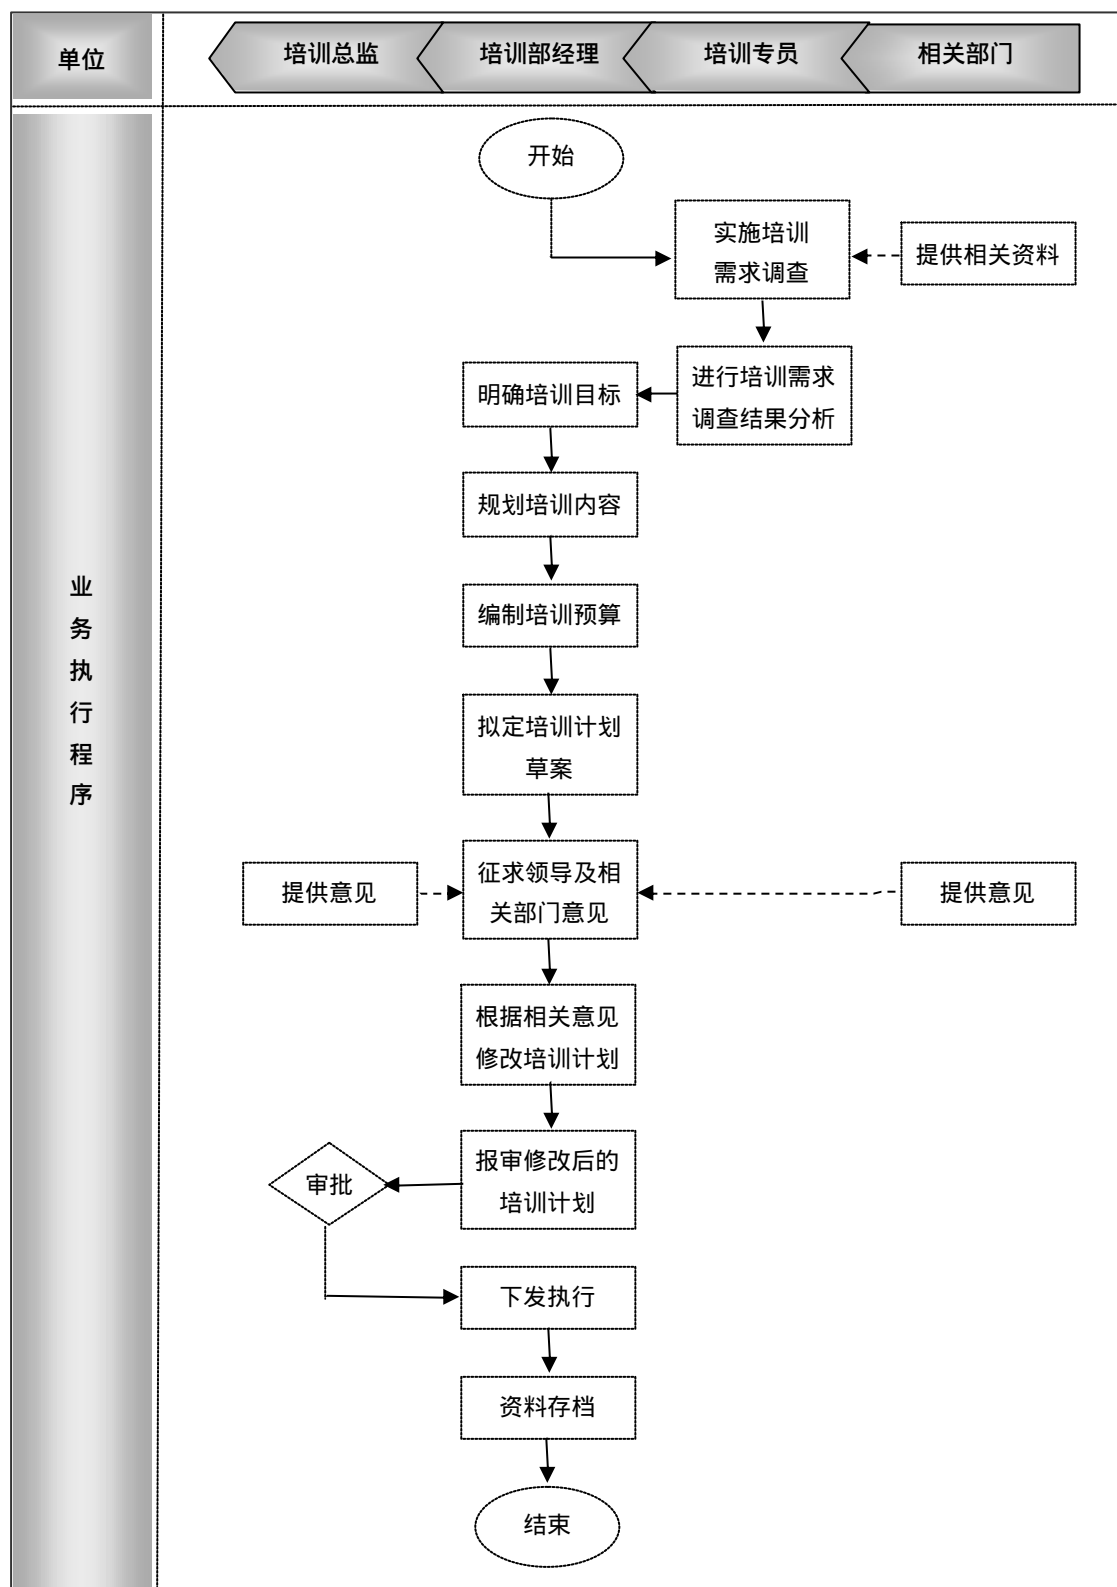 单位
培训总监
培训部经理
培训专员
相关部门
业
务
执
行
程
序
开始
实施培训
需求调查
提供相关资料
进行培训需求
调查结果分析
明确培训目标
规划培训内容
编制培训预算
拟定培训计划
草案
提供意见
征求领导及相
关部门意见
提供意见
根据相关意见
修改培训计划
报审修改后的
培训计划
审批
下发执行
资料存档
结束